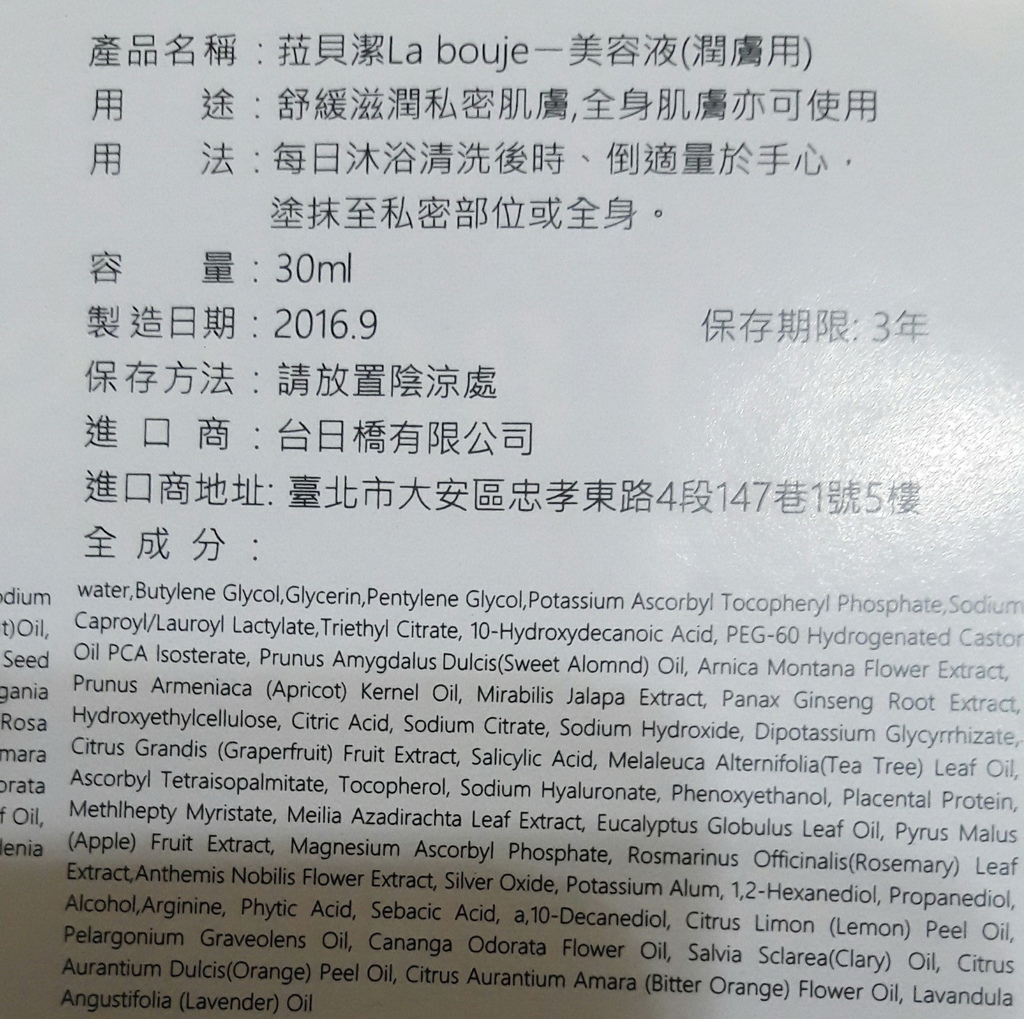 產品名稱：菈貝潔La bouje－美容液(潤膚用)
用途：舒緩滋潤私密肌膚,全身肌膚亦可使用
用法：每日沐浴清洗後時、倒適量於手心，
塗抹至私密部位或全身。
容量：30ml
製造日期：2016.9 保存期限: 3年
保存方法：請放置陰涼處
進口商：台日橋有限公司
進口商地址: 臺北市大安區忠孝東路4段147巷1號5樓
全成分：
water,Butylene Glycol,Glycerin,Pentylene Glycol,Potassium Ascorbyl Tocopheryl Phosphate,Sodium
Caproyl/Lauroyl Lactylate,Triethyl Citrate, 10-Hydroxydecanoic Acid, PEG-60 Hydrogenated Castor
Oil PCA Isosterate, Prunus Amygdalus Dulcis(Sweet Alomnd) Oil, Arnica Montana Flower Extract,
Prunus Armeniaca (Apricot) Kernel Oil, Mirabilis Jalapa Extract, Panax Ginseng Root Extract,
Hydroxyethylcellulose, Citric Acid, Sodium Citrate, Sodium Hydroxide, Dipotassium Glycyrrhizate,
Citrus Grandis (Graperfruit) Fruit Extract, Salicylic Acid, Melaleuca Alternifolia(Tea Tree) Leaf Oil,
Ascorbyl Tetraisopalmitate, Tocopherol, Sodium Hyaluronate, Phenoxyethanol, Placental Protein,
Methlhepty Myristate, Meilia Azadirachta Leaf Extract, Eucalyptus Globulus Leaf Oil, Pyrus Malus
(Apple) Fruit Extract, Magnesium Ascorbyl Phosphate, Rosmarinus Officinalis(Rosemary) Leaf
Extract,Anthemis Nobilis Flower Extract, Silver Oxide, Potassium Alum, 1,2-Hexanediol, Propanediol,
Alcohol,Arginine, Phytic Acid, Sebacic Acid, a,10-Decanediol, Citrus Limon (Lemon) Peel Oil,
Pelargonium Graveolens Oil, Cananga Odorata Flower Oil, Salvia Sclarea(Clary) Oil, Citrus
Aurantium Dulcis(Orange) Peel Oil, Citrus Aurantium Amara (Bitter Orange) Flower Oil, Lavandula
Angustifolia (Lavender) Oil
t)Oil,
Seed
Rosa
f Oil,